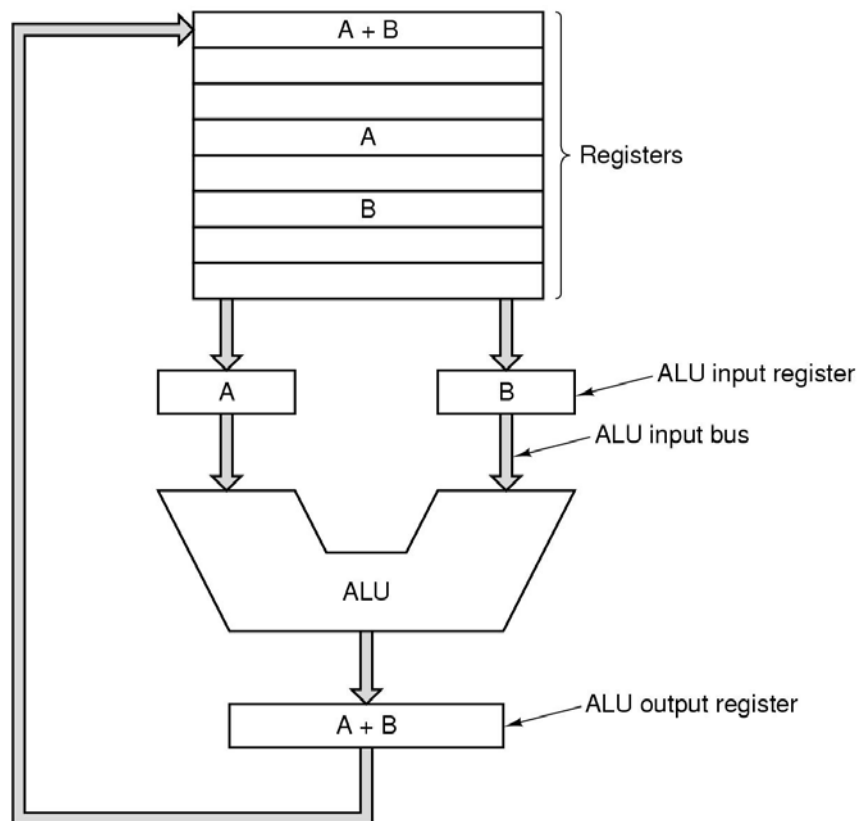 A + B
A
Registers
B
A
B
ALU input register
ALU input bus
ALU
A + B
ALU output register